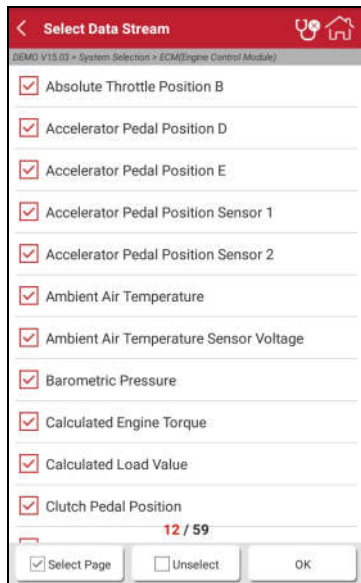 Select Data Stream
DEMO V15.03 > System Selection > ECM(Engine Control Module)
Absolute Throttle Position B
Accelerator Pedal Position D
Accelerator Pedal Position E
Accelerator Pedal Position Sensor 1
Accelerator Pedal Position Sensor 2
Ambient Air Temperature
Ambient Air Temperature Sensor Voltage
Barometric Pressure
Calculated Engine Torque
Calculated Load Value
Clutch Pedal Position
12 / 59
Select Page
Unselect
OK